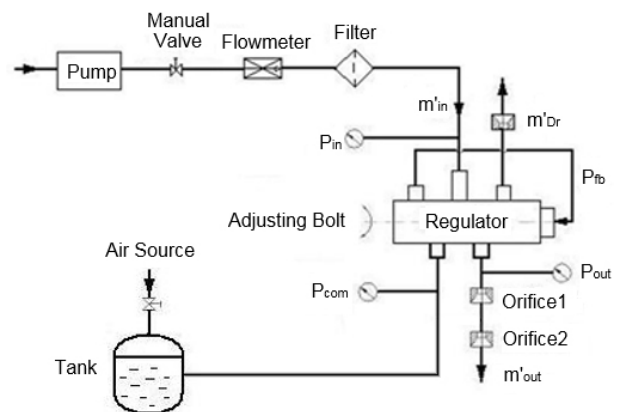 Manual
Valve
Flowmeter
Filter
Pump
m'in
m'Dr
Pin
Pfb
Adjusting Bolt
Regulator
Air Source
Pcom
Pout
Orifice1
Orifice2
Tank
m'out